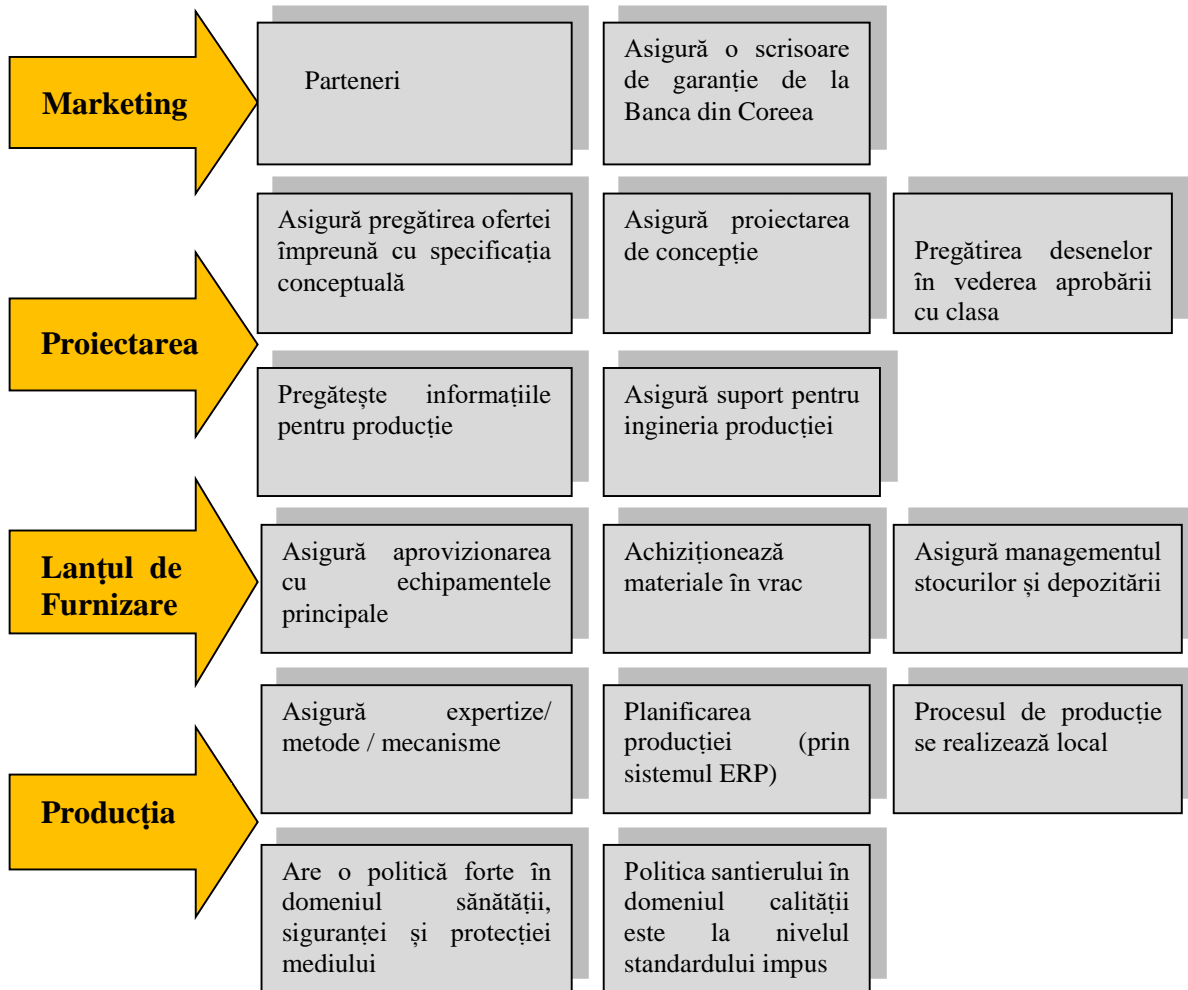 Marketing
Parteneri
Asigură o scrisoare
de garanție de la
Banca din Coreea
Proiectarea
Asigură pregătirea ofertei
împreună cu specificația
conceptuală
Asigură proiectarea
de concepție
Pregătirea desenelor
în vederea aprobării
cu clasa
Pregătește informațiile
pentru producție
Asigură suport pentru
ingineria producției
Lanțul de
Furnizare
Asigură aprovizionarea
cu echipamentele
principale
Achiziționează
materiale în vrac
Asigură managementul
stocurilor și depozitării
Producția
Asigură expertize/
metode / mecanisme
Planificarea
producției (prin
sistemul ERP)
Procesul de producție
se realizează local
Are o politică forte în
domeniul sănătății,
siguranței și protecției
mediului
Politica santierului în
domeniul calității
este la nivelul
standardului impus